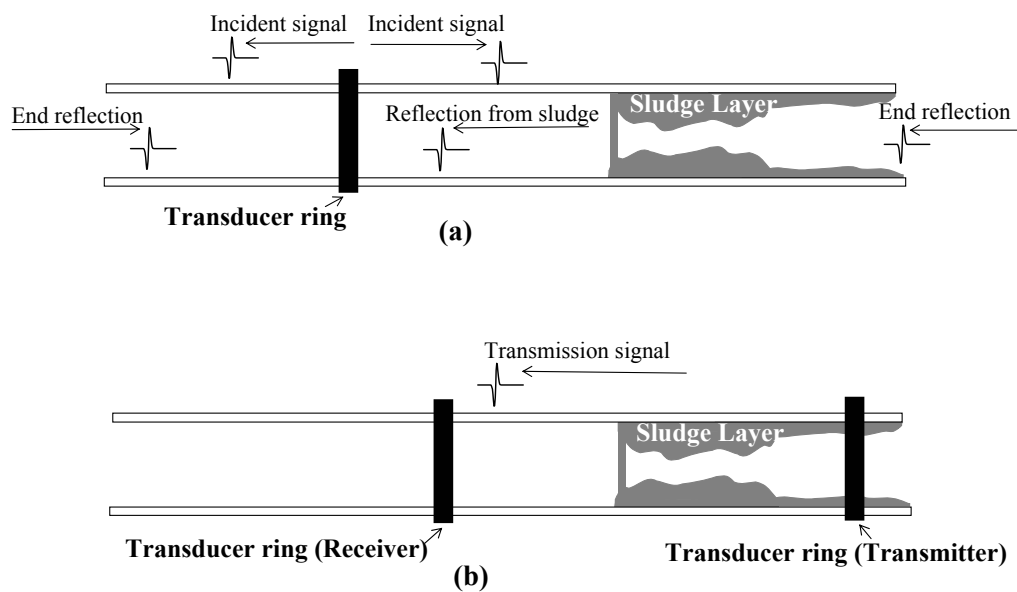 Incident signal
Incident signal
End reflection
Reflection from sludge
Sludge Layer
End reflection
Transducer ring
(a)
Transmission signal
Sludge Layer
Transducer ring (Receiver)
Transducer ring (Transmitter)
(b)